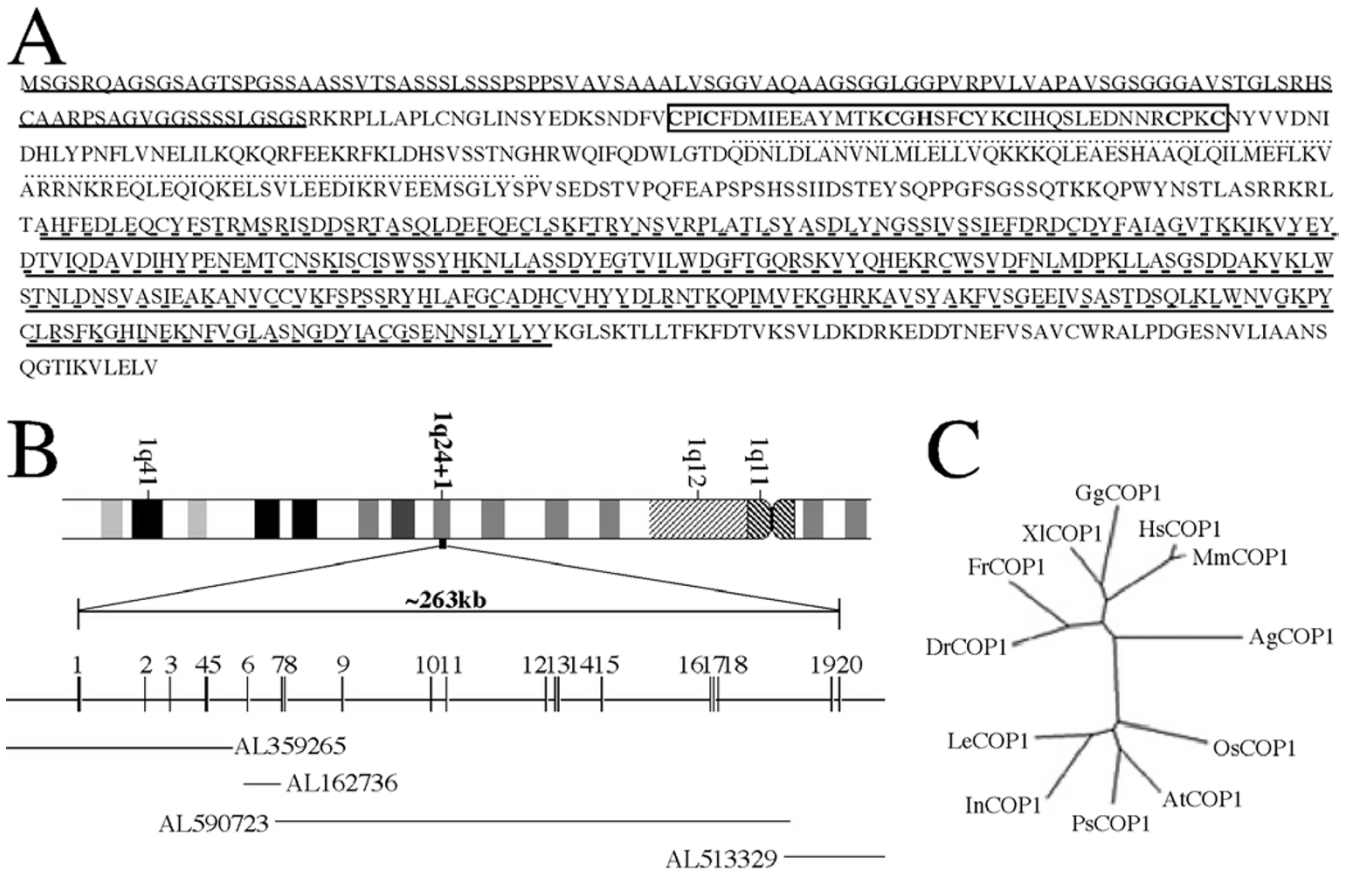 A
MSGSRQAGSGSAGTSPGSSAASSVTSASSSLSSSPSPPSVAVSAAALVSGGVAQAAGSGGLGGPVRPVLVAPAVSGSGGGAVSTGLSRHS
CAARPSAGVGGSSSSLGSGSRKRPLLAPLCNGLINSYEDKSNDFVCPICFDMIEEAYMTKCGHSFCYKCIHQSLEDNNRCPKCNYVVDNI
DHLYPNFLVNELILKQKQRFEEKRFKLDHSVSSTNGHRWQIFQDWLGTDQDNLDLANVNLMLELLVQKKKQLEAESHAAQLQILMEFLKV
ARRNKREQLEQIQKELSVLEEDIKRVEEMSGLYSPVSEDSTVPQFEAPSPSHSSIIDSTEYSQPPGFSGSSQTKKQPWYNSTLASRRKRL
TAHFEDLEQCYFSTRMSRISDDSRTASQLDEFQECLSKFTRYNSVRPLATLSYASDLYNGSSIVSSIEFDRDCDYFAIAGVTKKIKVYEY
DTVIQDAVDIHYPENEMTCNSKISCISWSSYHKNLLASSDYEGTVILWDGFTGQRSKVYQHEKRCWSVDFNLMDPKLLASGSDDAKVKLW
STNLDNSVASIEAKANVCCVKFSPSSRYHLAFGCADHCVHYYDLRNTKQPIMVFKGHRKAVSYAKFVSGEEIVSASTDSQLKLWNVGKPY
CLRSFKGHINEKNFVGLASNGDYIACGSENNSLYLYYKGLSKTLLTFKFDTVKSVLDKDRKEDDTNEFVSAVCWRALPDGESNVLIAANS
QGTIKVLELV
B
1q41
1q24+1
1q12
1q11
~263kb
1 2 3 45 6 78 9 1011 12131415 161718 1920
AL359265
AL162736
AL590723
AL513329
C
GgCOP1
XlCOP1
HsCOP1
MmCOP1
FrCOP1
DrCOP1
AgCOP1
LeCOP1
OsCOP1
InCOP1
AtCOP1
PsCOP1